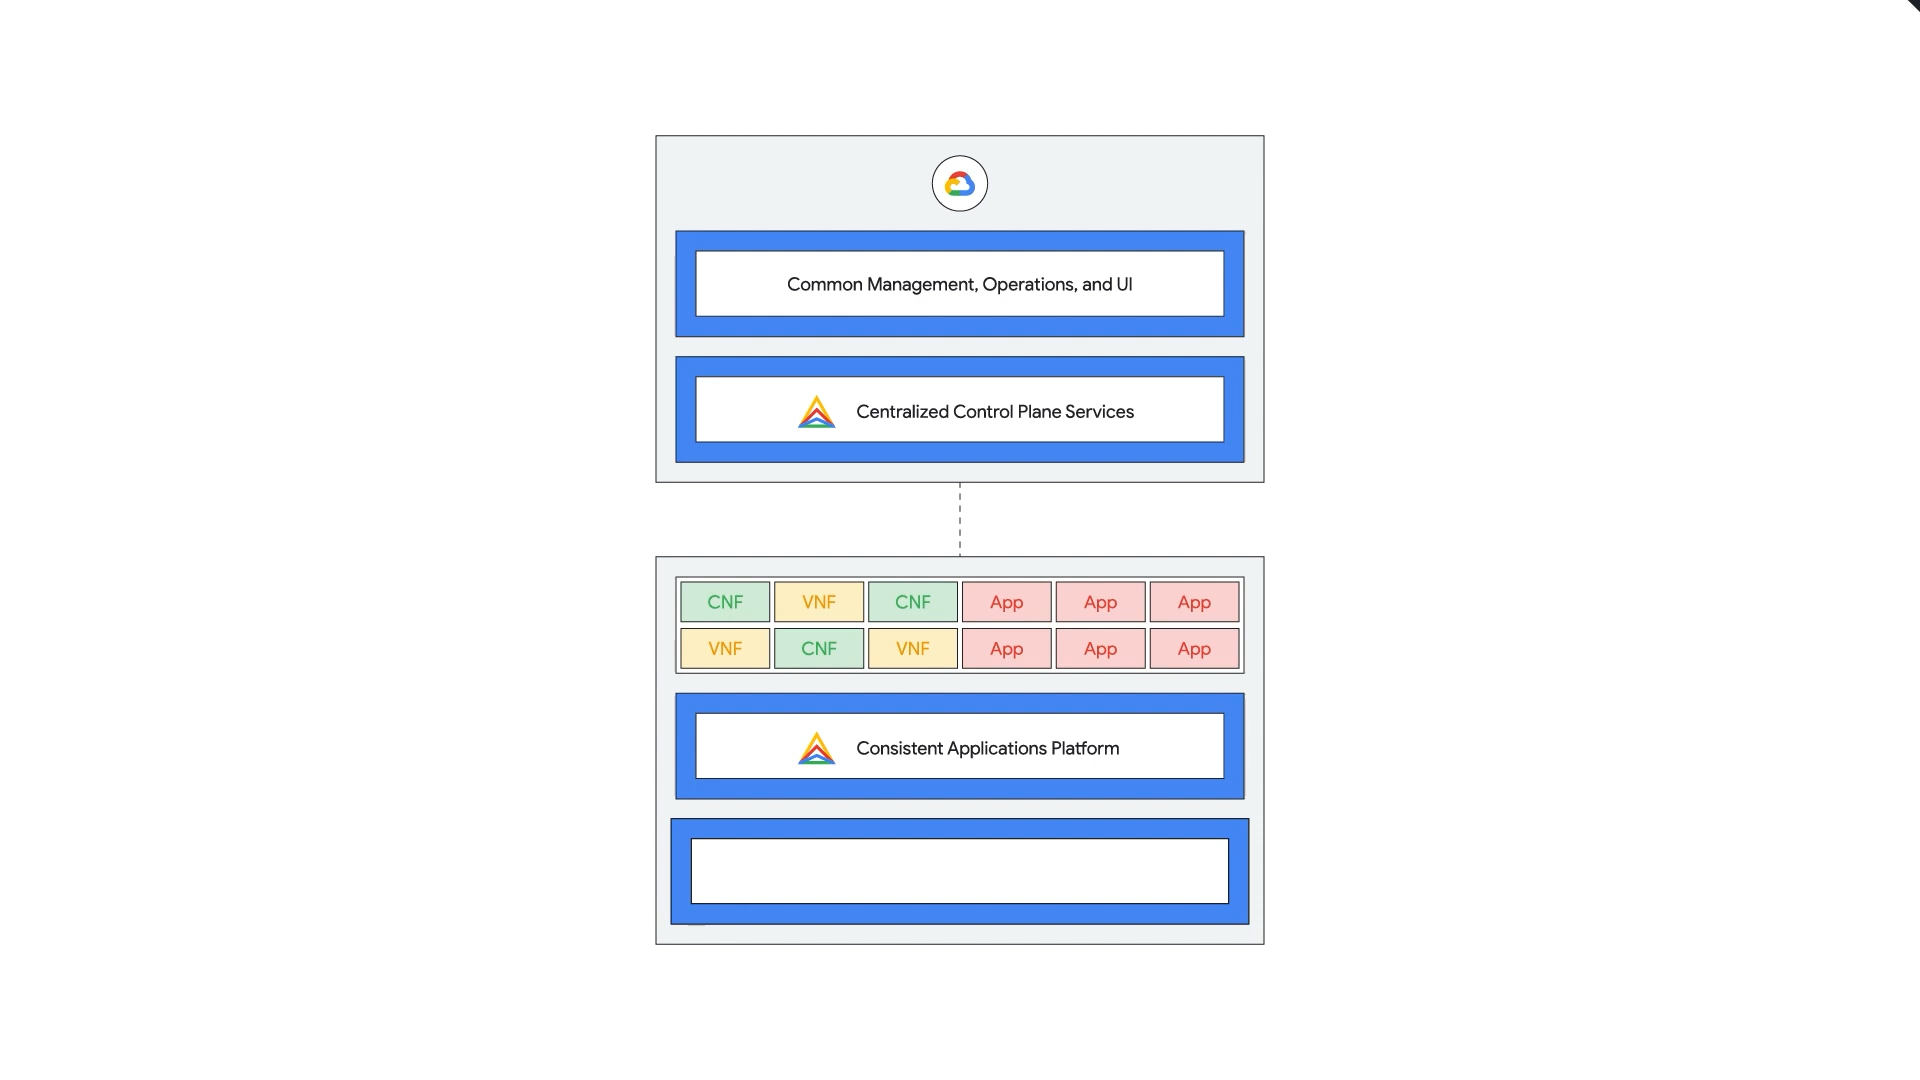 Common Management, Operations, and UI
Centralized Control Plane Services
CNF VNF CNF App App App
VNF CNF VNF App App App
Consistent Applications Platform